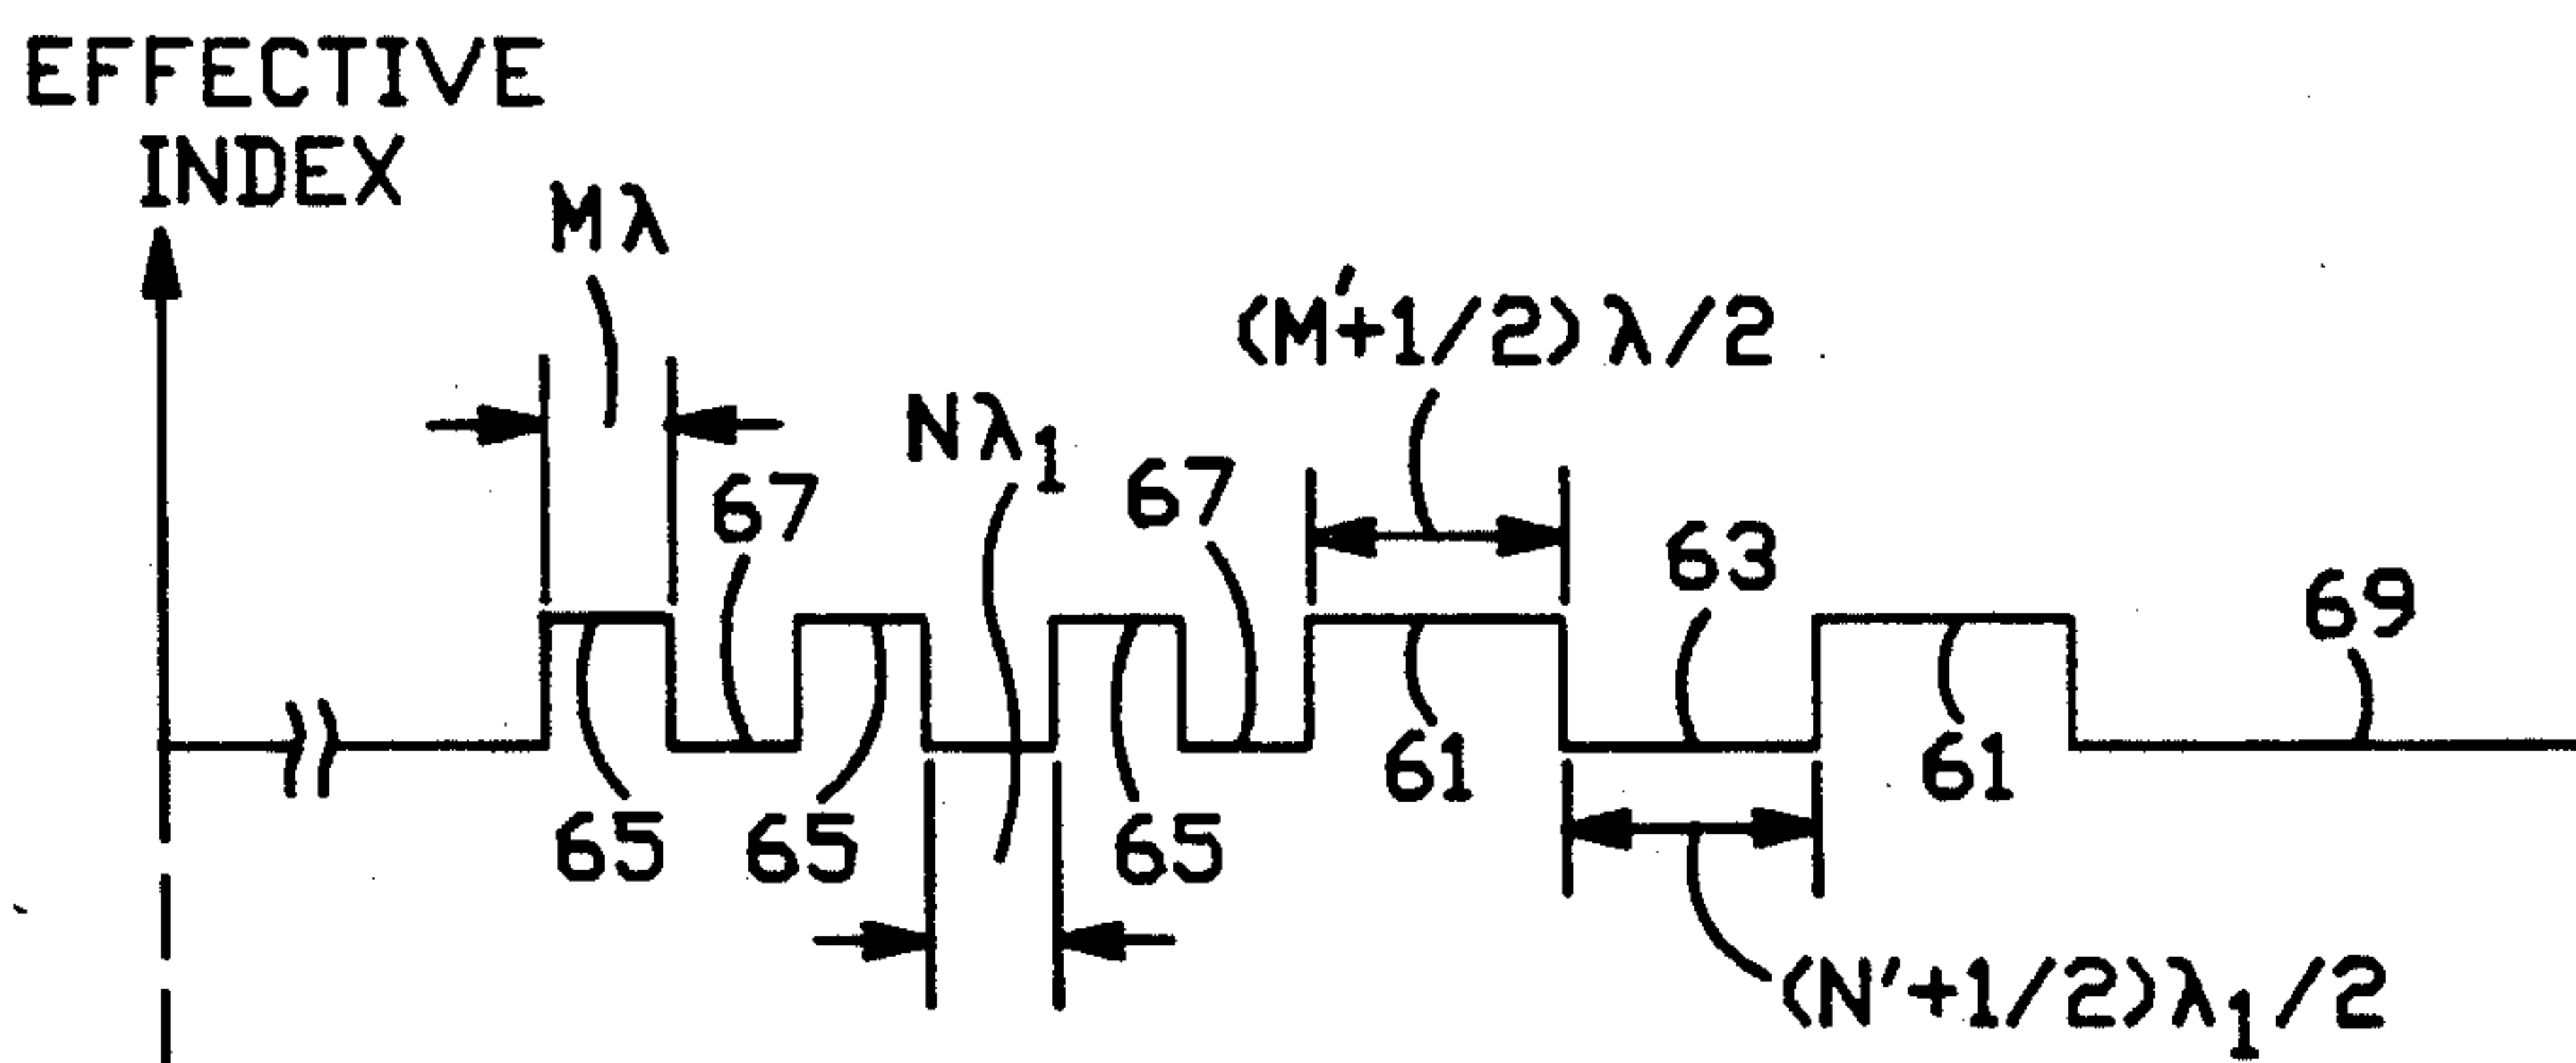 EFFECTIVE
INDEX
Mλ
(M'+1/2)λ/2
Nλ1
67
67
63
69
61
61
65
65
65
(N'+1/2)λ1/2